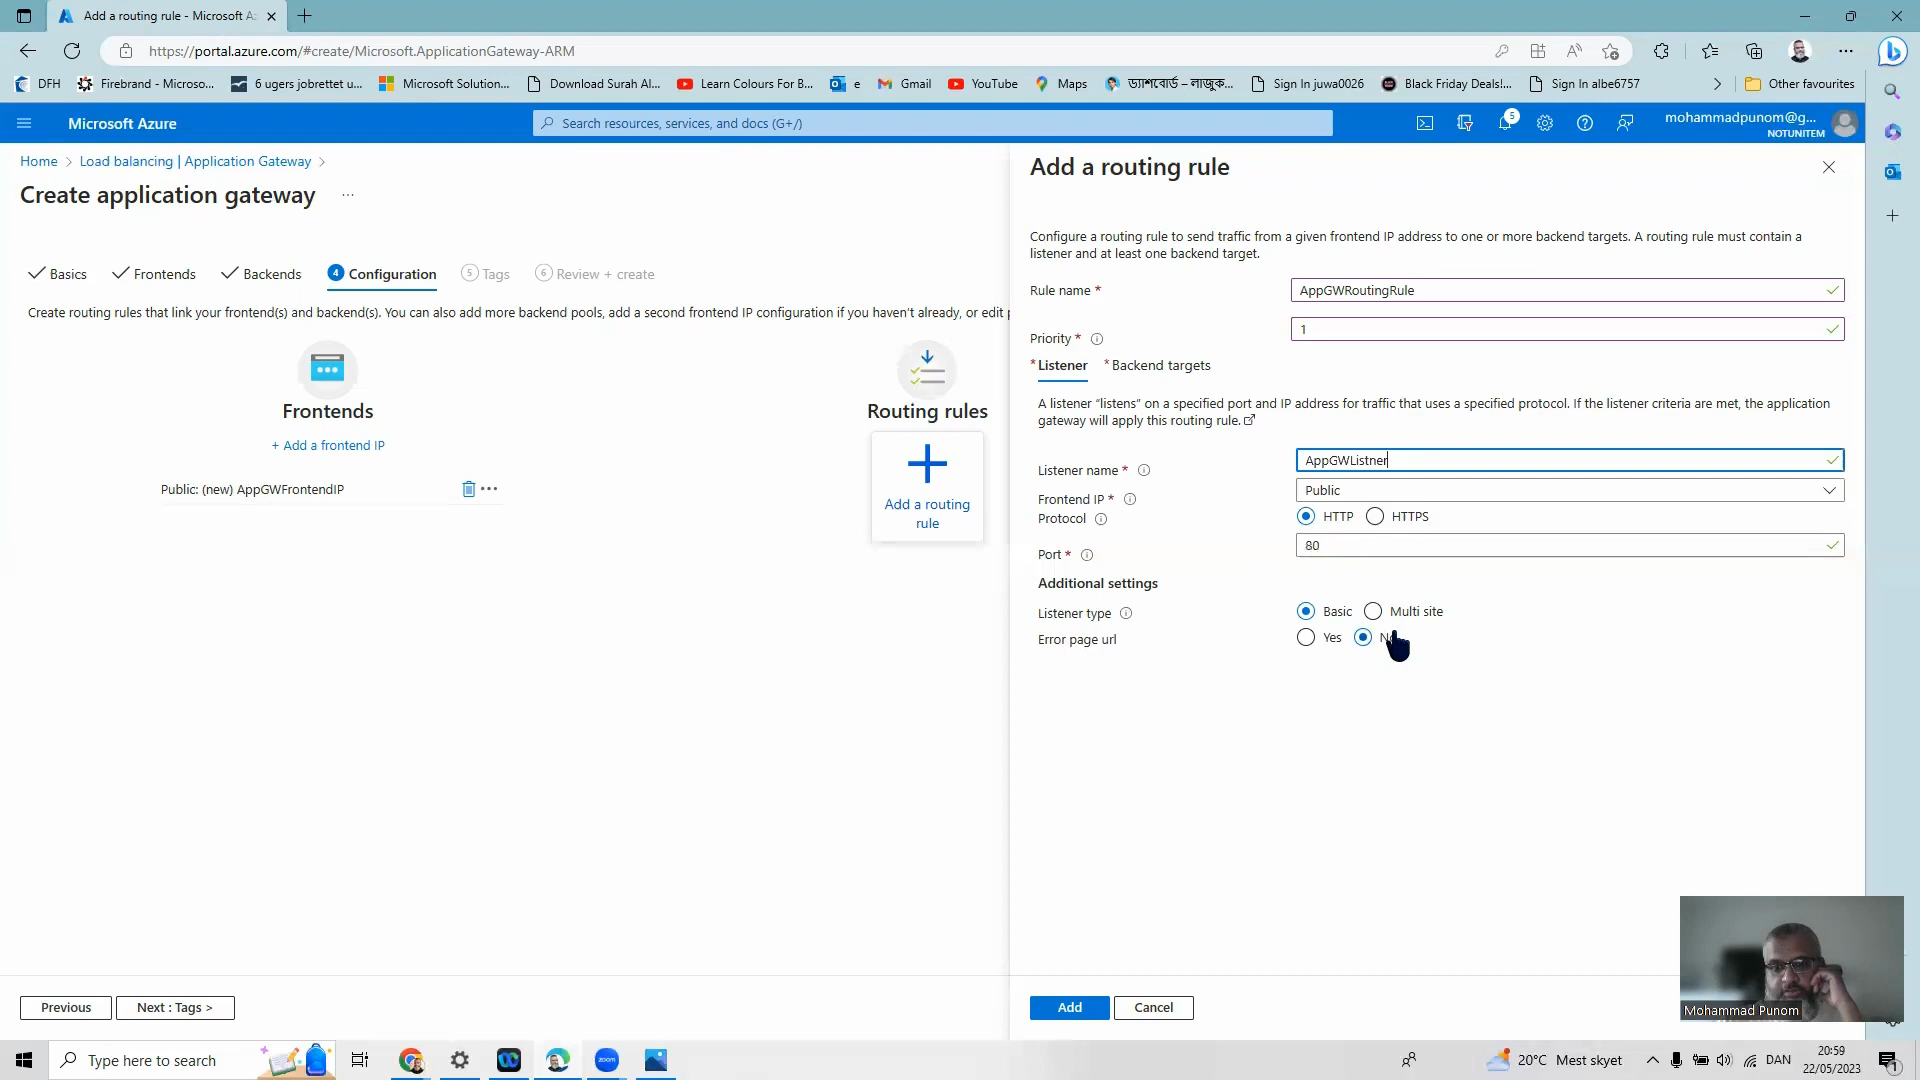 Add a routing rule - Microsoft Az
https://portal.azure.com/#create/Microsoft.ApplicationGateway-ARM
DFH
Firebrand - Microso...
6 ugers jobrettet u...
Microsoft Solution...
Download Surah Al...
Learn Colours For B...
e
Gmail
YouTube
Maps
ড্যাশবোর্ড – লাজুক...
Sign In juwa0026
Black Friday Deals!...
Sign In albe6757
Other favourites
Microsoft Azure
Search resources, services, and docs (G+/)
5
mohammadpunom@g...
NOTUNITEM
Home > Load balancing | Application Gateway >
Create application gateway ...
Basics
Frontends
Backends
4 Configuration
5 Tags
6 Review + create
Create routing rules that link your frontend(s) and backend(s). You can also add more backend pools, add a second frontend IP configuration if you haven't already, or edit
Frontends
+ Add a frontend IP
Public: (new) AppGWFrontendIP
Routing rules
Add a routing
rule
Previous
Next : Tags >
Add a routing rule
Configure a routing rule to send traffic from a given frontend IP address to one or more backend targets. A routing rule must contain a
listener and at least one backend target.
Rule name *
AppGWRoutingRule
Priority *
1
* Listener
* Backend targets
A listener “listens” on a specified port and IP address for traffic that uses a specified protocol. If the listener criteria are met, the application
gateway will apply this routing rule.
Listener name *
AppGWListner
Frontend IP *
Public
Protocol
HTTP
HTTPS
Port *
80
Additional settings
Listener type
Basic
Multi site
Error page url
Yes
Add
Cancel
Mohammad Punom
Type here to search
zoom
20°C Mest skyet
DAN
20:59
22/05/2023
1